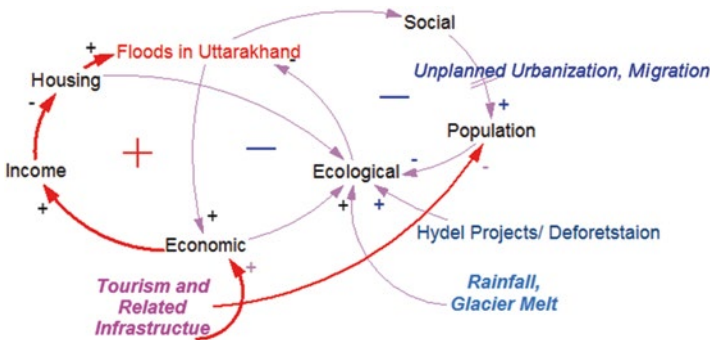 Social
+
Floods in Uttarakhand
-
Housing
Unplanned Urbanization, Migration
-
—
+
+
—
Population
-
-
Income
Ecological
+
+
+
+
Hydel Projects/ Deforetstaion
Economic
+
Tourism and
Related
Infrastructue
Rainfall,
Glacier Melt